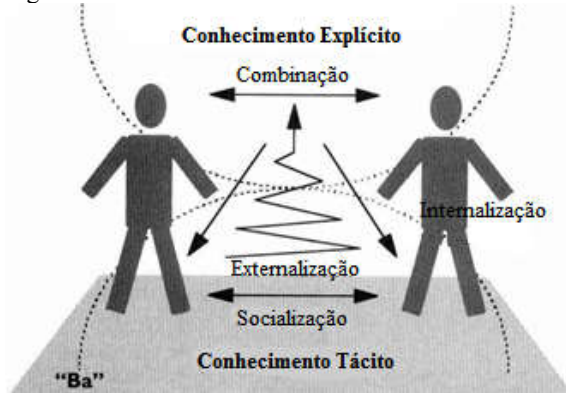 Conhecimento Explícito
Combinação
Internalização
Externalização
Socialização
Conhecimento Tácito
"Ba"